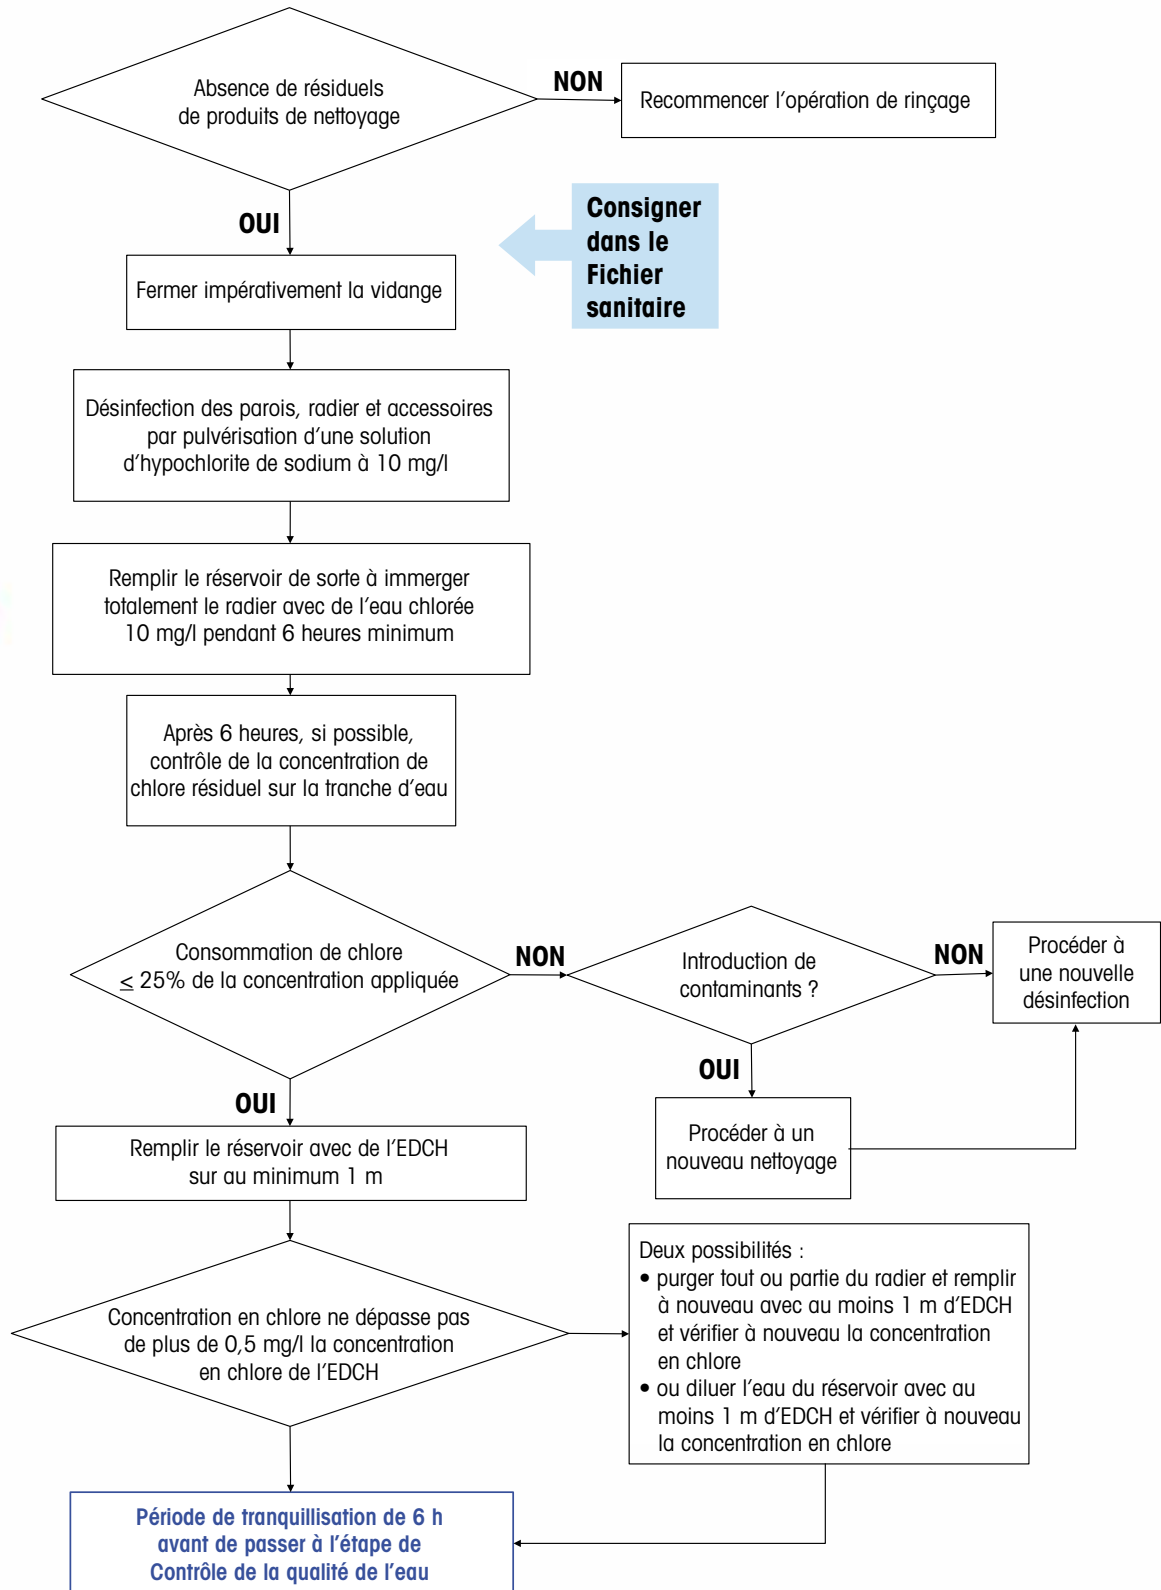 Absence de résiduels
de produits de nettoyage
NON
Recommencer l'opération de rinçage
OUI
Consigner
dans le
Fichier
sanitaire
Fermer impérativement la vidange
Désinfection des parois, radier et accessoires
par pulvérisation d'une solution
d'hypochlorite de sodium à 10 mg/l
Remplir le réservoir de sorte à immerger
totalement le radier avec de l'eau chlorée
10 mg/l pendant 6 heures minimum
Après 6 heures, si possible,
contrôle de la concentration de
chlore résiduel sur la tranche d'eau
Consommation de chlore
≤ 25% de la concentration appliquée
NON
Introduction de
contaminants ?
NON
Procéder à
une nouvelle
désinfection
OUI
Procéder à un
nouveau nettoyage
OUI
Remplir le réservoir avec de l'EDCH
sur au minimum 1 m
Concentration en chlore ne dépasse pas
de plus de 0,5 mg/l la concentration
en chlore de l'EDCH
Deux possibilités :
• purger tout ou partie du radier et remplir
à nouveau avec au moins 1 m d'EDCH
et vérifier à nouveau la concentration
en chlore
• ou diluer l'eau du réservoir avec au
moins 1 m d'EDCH et vérifier à nouveau
la concentration en chlore
Période de tranquillisation de 6 h
avant de passer à l'étape de
Contrôle de la qualité de l'eau